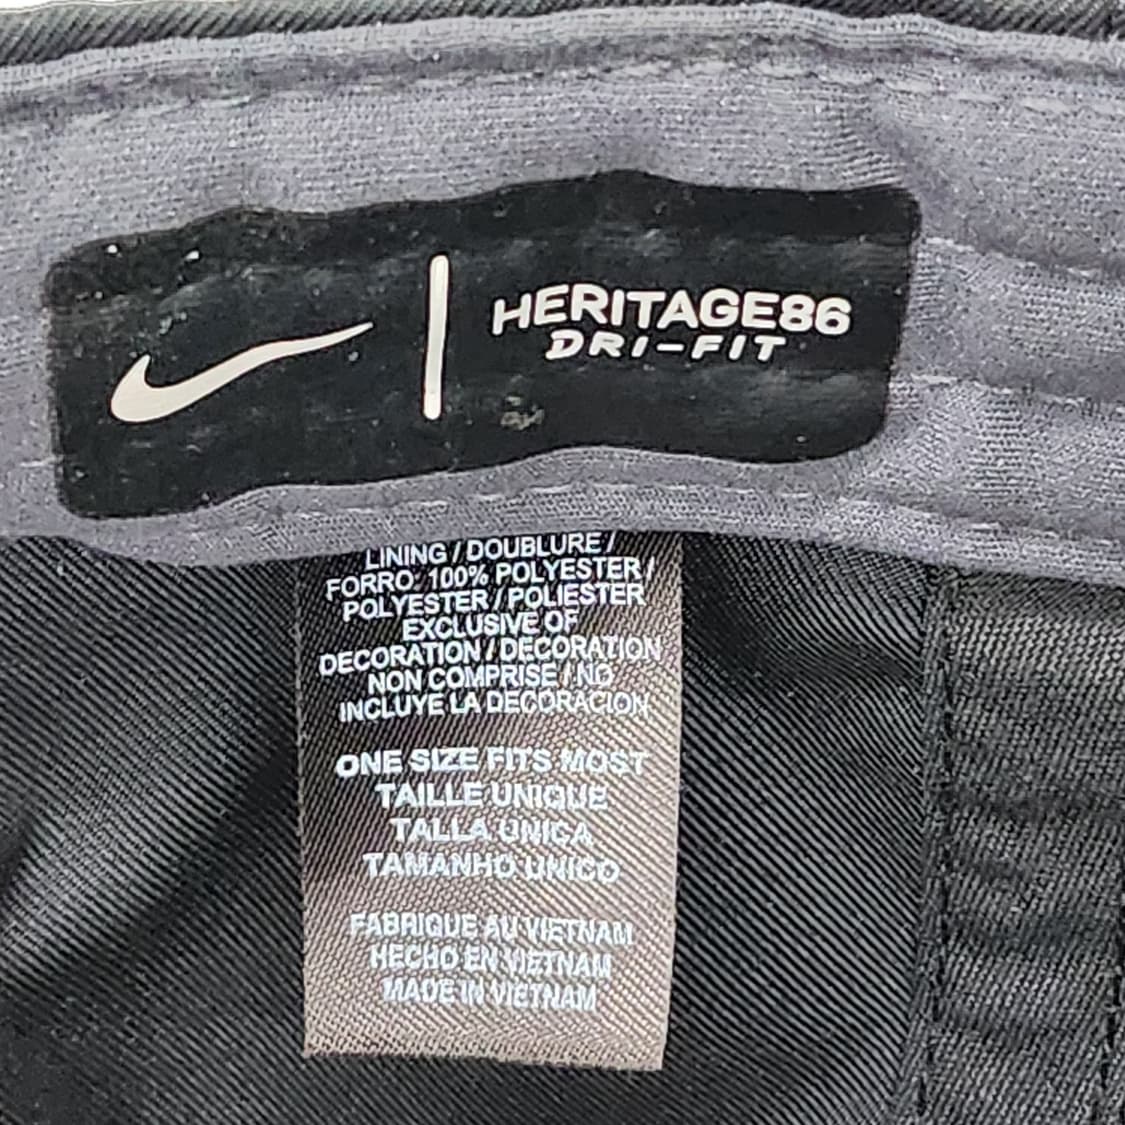 HERITAGE86
DRI-FIT
LINING / DOUBLURE /
FORRO: 100% POLYESTER /
POLYESTER / POLIESTER
EXCLUSIVE OF
DECORATION / DECORATION
NON COMPRISE / NO
INCLUYE LA DECORACION
ONE SIZE FITS MOST
TAILLE UNIQUE
TALLA UNICA
TAMANHO UNICO
FABRIQUE AU VIETNAM
HECHO EN VIETNAM
MADE IN VIETNAM